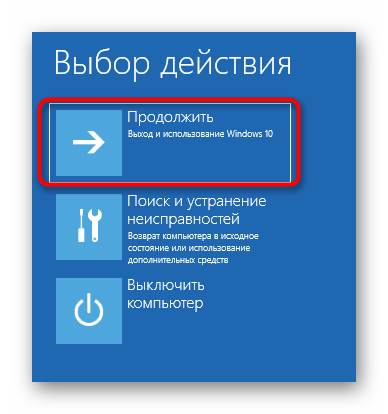 Выбор действия
Продолжить
Выход и использование Windows 10
Поиск и устранение
неисправностей
Возврат компьютера в исходное
состояние или использование
дополнительных средств
Выключить
компьютер